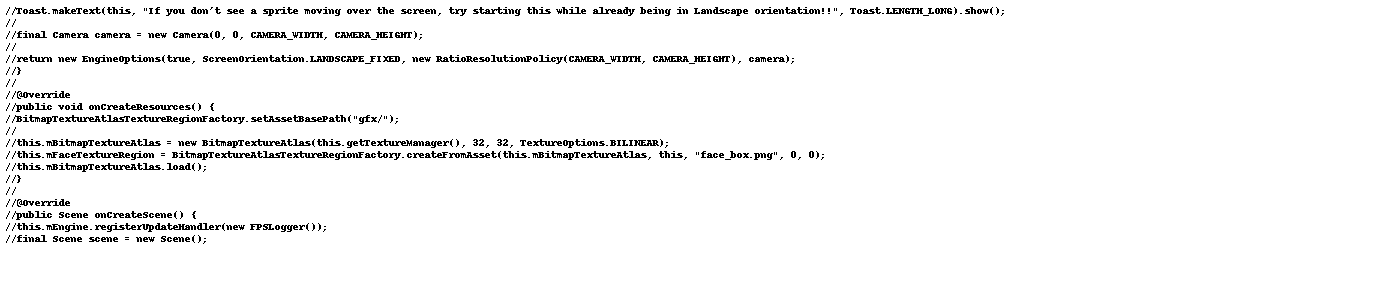 //Toast.makeText(this, "If you don't see a sprite moving over the screen, try starting this while already being in Landscape orientation!!", Toast.LENGTH_LONG).show();
//
//final Camera camera = new Camera(0, 0, CAMERA_WIDTH, CAMERA_HEIGHT);
//
//return new EngineOptions(true, ScreenOrientation.LANDSCAPE_FIXED, new RatioResolutionPolicy(CAMERA_WIDTH, CAMERA_HEIGHT), camera);
//}
//
//@Override
//public void onCreateResources() {
//BitmapTextureAtlasTextureRegionFactory.setAssetBasePath("gfx/");
//
//this.mBitmapTextureAtlas = new BitmapTextureAtlas(this.getTextureManager(), 32, 32, TextureOptions.BILINEAR);
//this.mFaceTextureRegion = BitmapTextureAtlasTextureRegionFactory.createFromAsset(this.mBitmapTextureAtlas, this, "face_box.png", 0, 0);
//this.mBitmapTextureAtlas.load();
//}
//
//@Override
//public Scene onCreateScene() {
//this.mEngine.registerUpdateHandler(new FPSLogger());
//final Scene scene = new Scene();